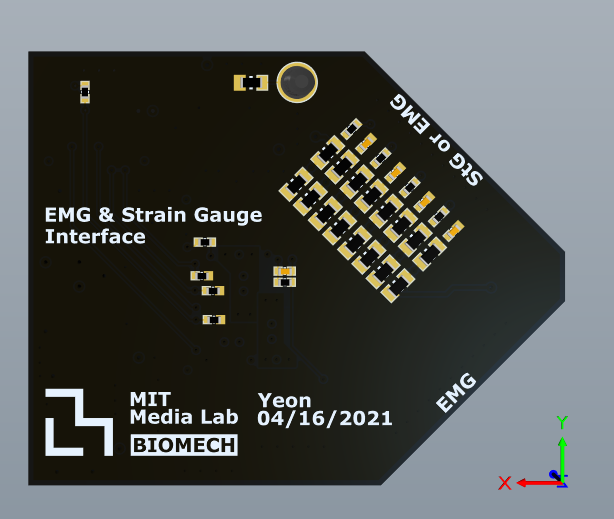 StG or EMG
EMG & Strain Gauge
Interface
EMG
MIT
Media Lab
BIOMECH
Yeon
04/16/2021
Y
X